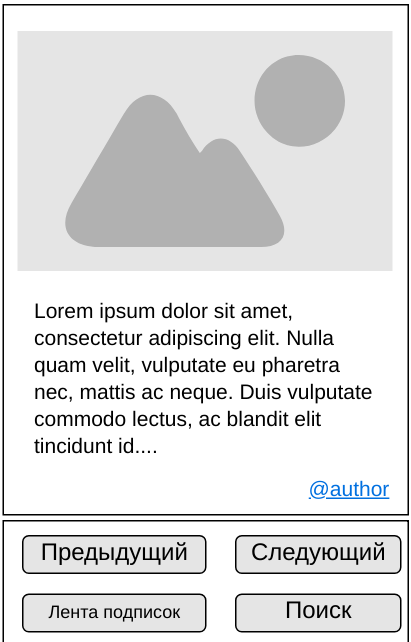 Lorem ipsum dolor sit amet,
consectetur adipiscing elit. Nulla
quam velit, vulputate eu pharetra
nec, mattis ac neque. Duis vulputate
commodo lectus, ac blandit elit
tincidunt id....
@author
Предыдущий Следующий
Лента подписок Поиск